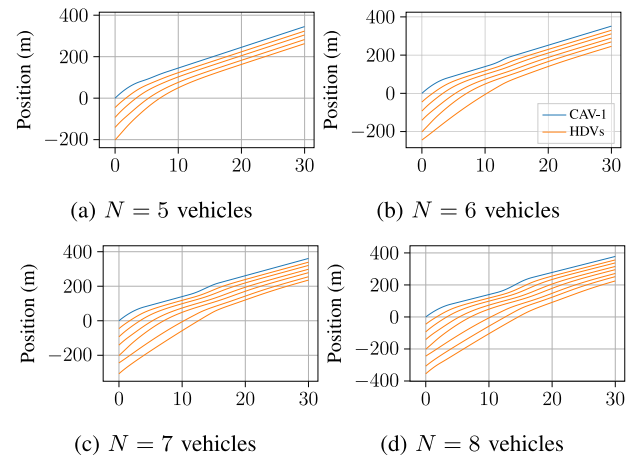 400
200
0
−200
Position (m)
0 10 20 30
(a) N = 5 vehicles
400
200
0
−200
Position (m)
CAV-1
HDVs
0 10 20 30
(b) N = 6 vehicles
400
200
0
−200
Position (m)
0 10 20 30
(c) N = 7 vehicles
400
200
0
−200
−400
Position (m)
0 10 20 30
(d) N = 8 vehicles